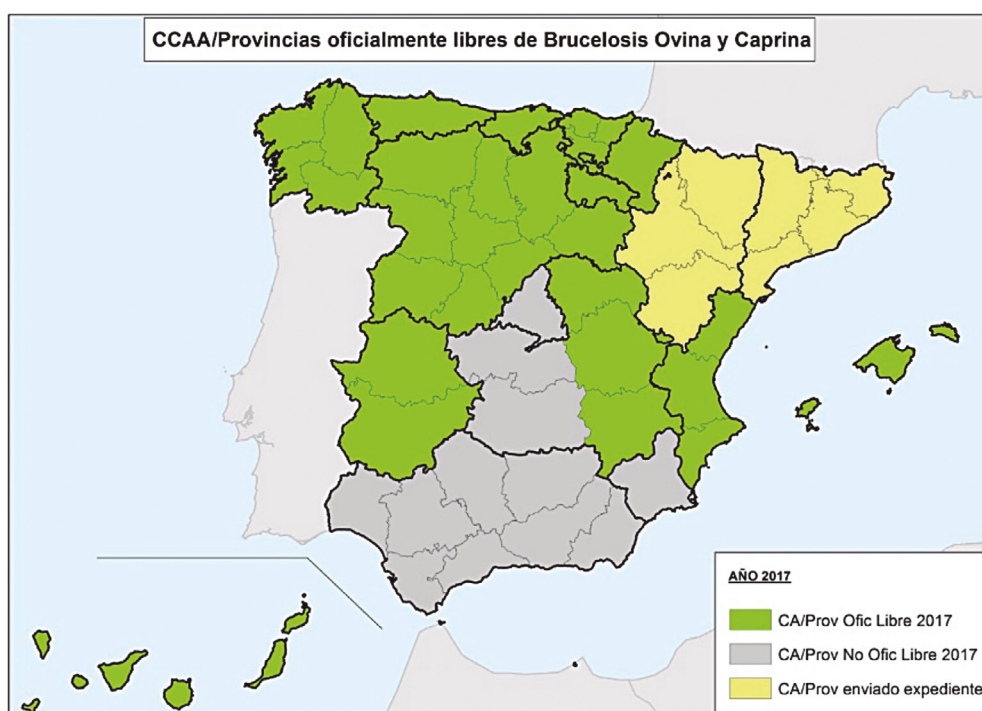 CCAA/Provincias oficialmente libres de Brucelosis Ovina y Caprina
AÑO 2017
CA/Prov Ofic Libre 2017
CA/Prov No Ofic Libre 2017
CA/Prov enviado expediente